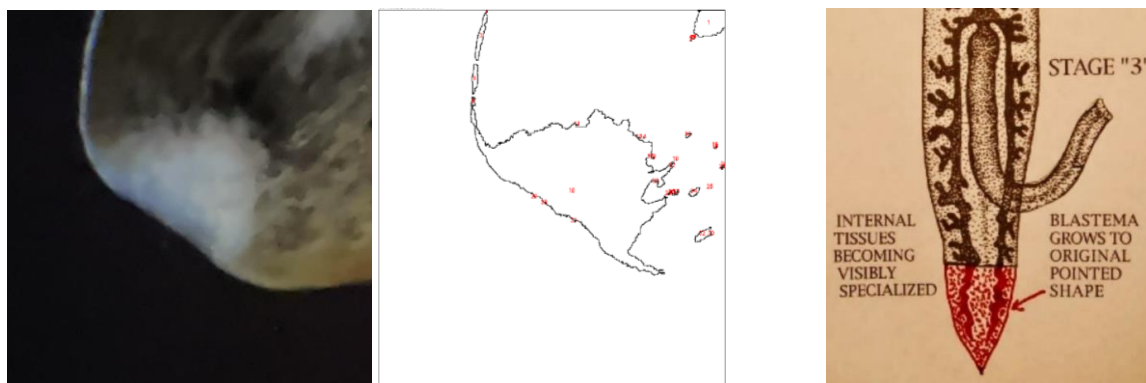 STAGE "3"
INTERNAL
TISSUES
BECOMING
VISIBLY
SPECIALIZED
BLASTEMA
GROWS TO
ORIGINAL
POINTED
SHAPE